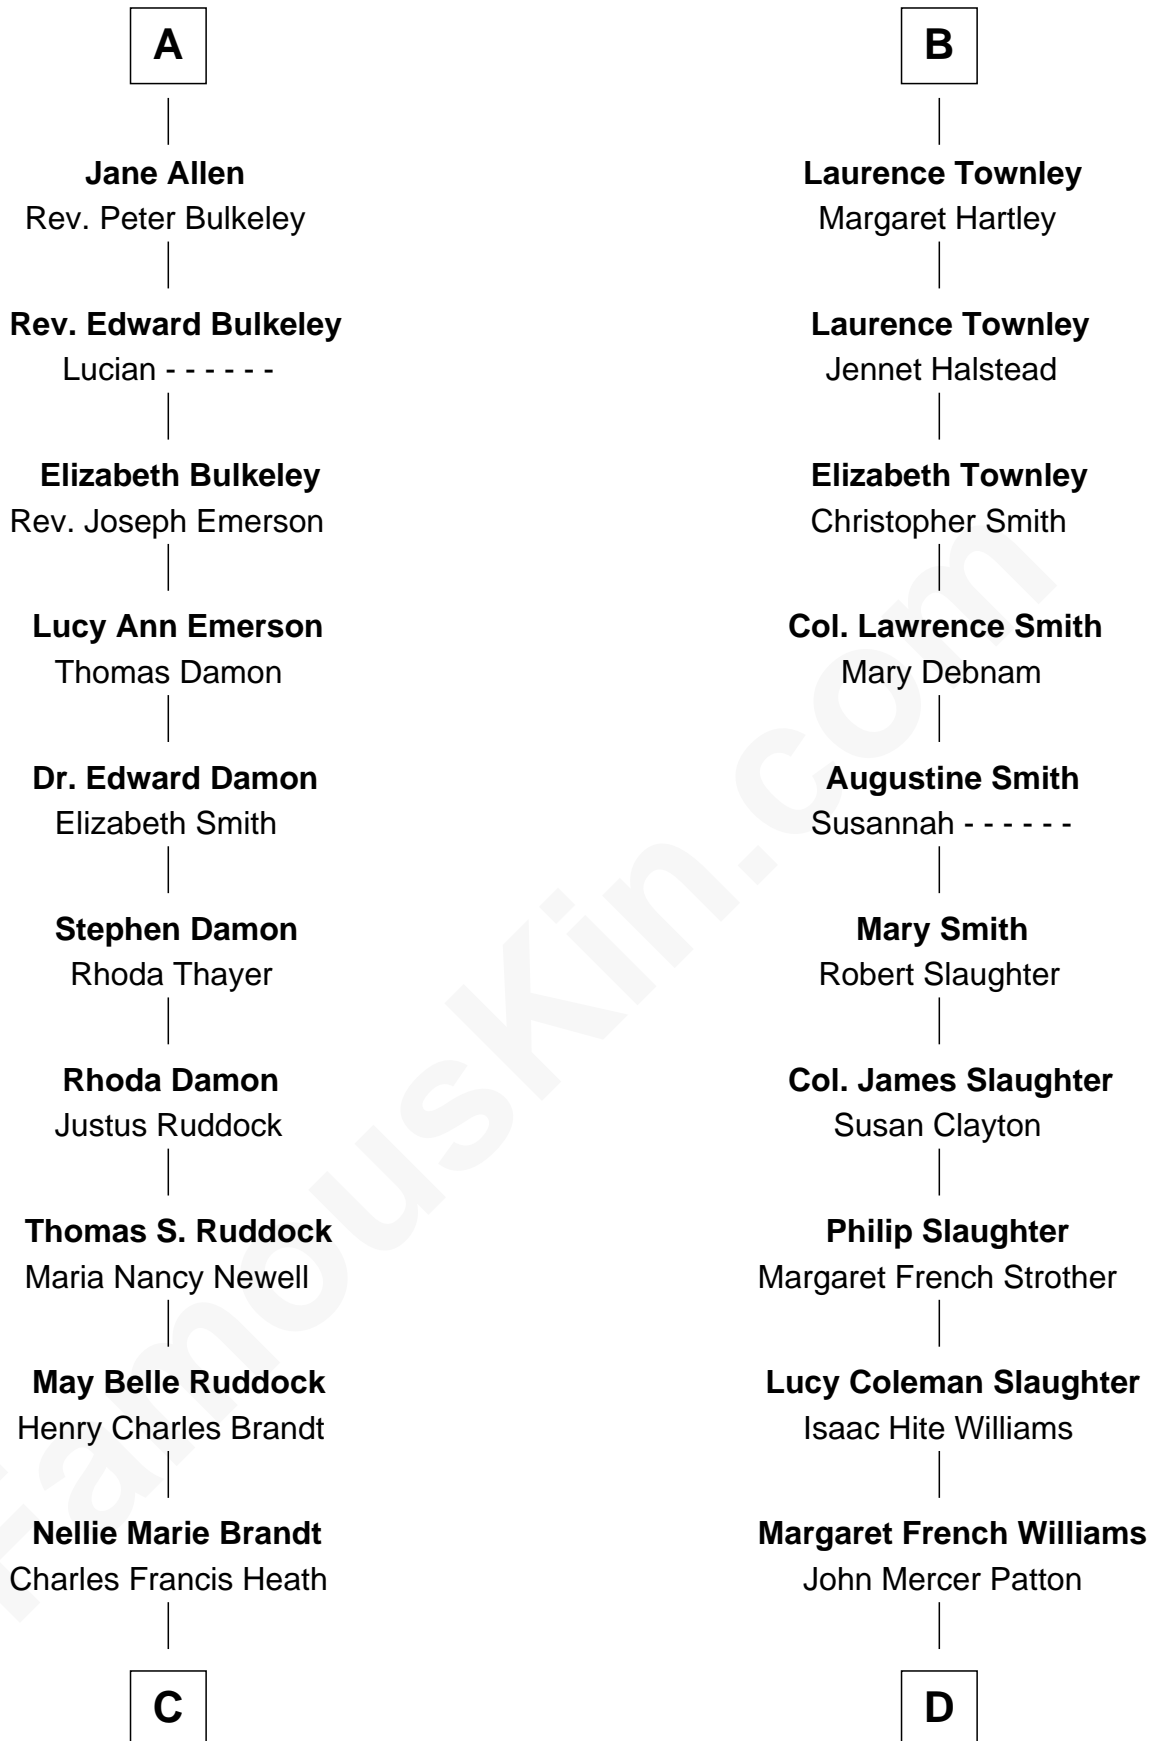 A
Jane Allen
Rev. Peter Bulkeley
Rev. Edward Bulkeley
Lucian - - - - - -
Elizabeth Bulkeley
Rev. Joseph Emerson
Lucy Ann Emerson
Thomas Damon
Dr. Edward Damon
Elizabeth Smith
Stephen Damon
Rhoda Thayer
Rhoda Damon
Justus Ruddock
Thomas S. Ruddock
Maria Nancy Newell
May Belle Ruddock
Henry Charles Brandt
Nellie Marie Brandt
Charles Francis Heath
C
B
Laurence Townley
Margaret Hartley
Laurence Townley
Jennet Halstead
Elizabeth Townley
Christopher Smith
Col. Lawrence Smith
Mary Debnam
Augustine Smith
Susannah - - - - - -
Mary Smith
Robert Slaughter
Col. James Slaughter
Susan Clayton
Philip Slaughter
Margaret French Strother
Lucy Coleman Slaughter
Isaac Hite Williams
Margaret French Williams
John Mercer Patton
D
FamousKin.com